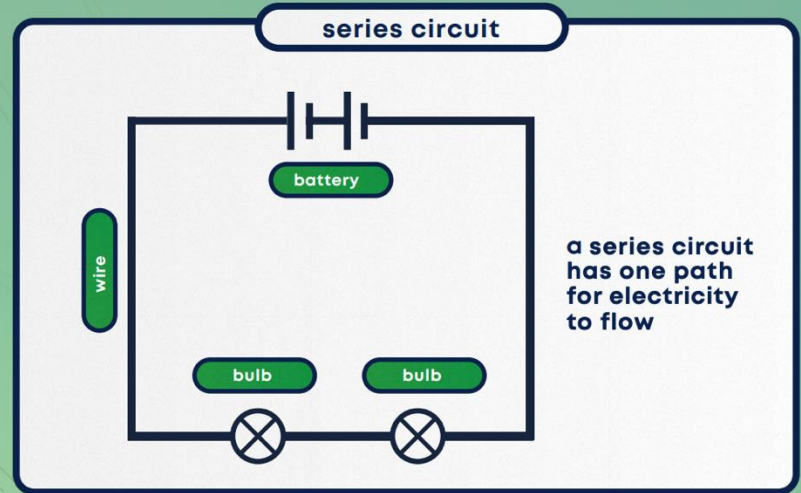 series circuit
battery
wire
bulb
bulb
a series circuit
has one path
for electricity
to flow